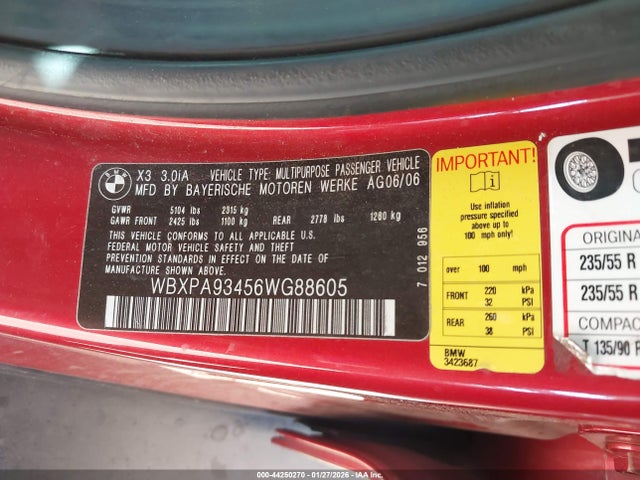 BMW
X3 3.0iA VEHICLE TYPE: MULTIPURPOSE PASSENGER VEHICLE
MFD BY BAYERISCHE MOTOREN WERKE AG06/06
GVWR 5104 lbs 2315 kg
GAWR FRONT 2425 lbs 1100 kg REAR 2778 lbs 1260 kg
THIS VEHICLE CONFORMS TO ALL APPLICABLE U.S.
FEDERAL MOTOR VEHICLE SAFETY AND THEFT
PREVENTION STANDARDS IN EFFECT ON THE DATE OF
MANUFACTURE SHOWN ABOVE.
WBXPA93456WG88605
7 012 956
IMPORTANT!
Use inflation
pressure specified
above up to
100 mph only!
over 100 mph
FRONT 220 kPa
32 PSI
REAR 260 kPa
38 PSI
BMW
3423687
ORIGINA
235/55 R
235/55 R
COMPAC
T 135/90 R
000-44250270 - 01/27/2026 - IAA Holdings, LLC